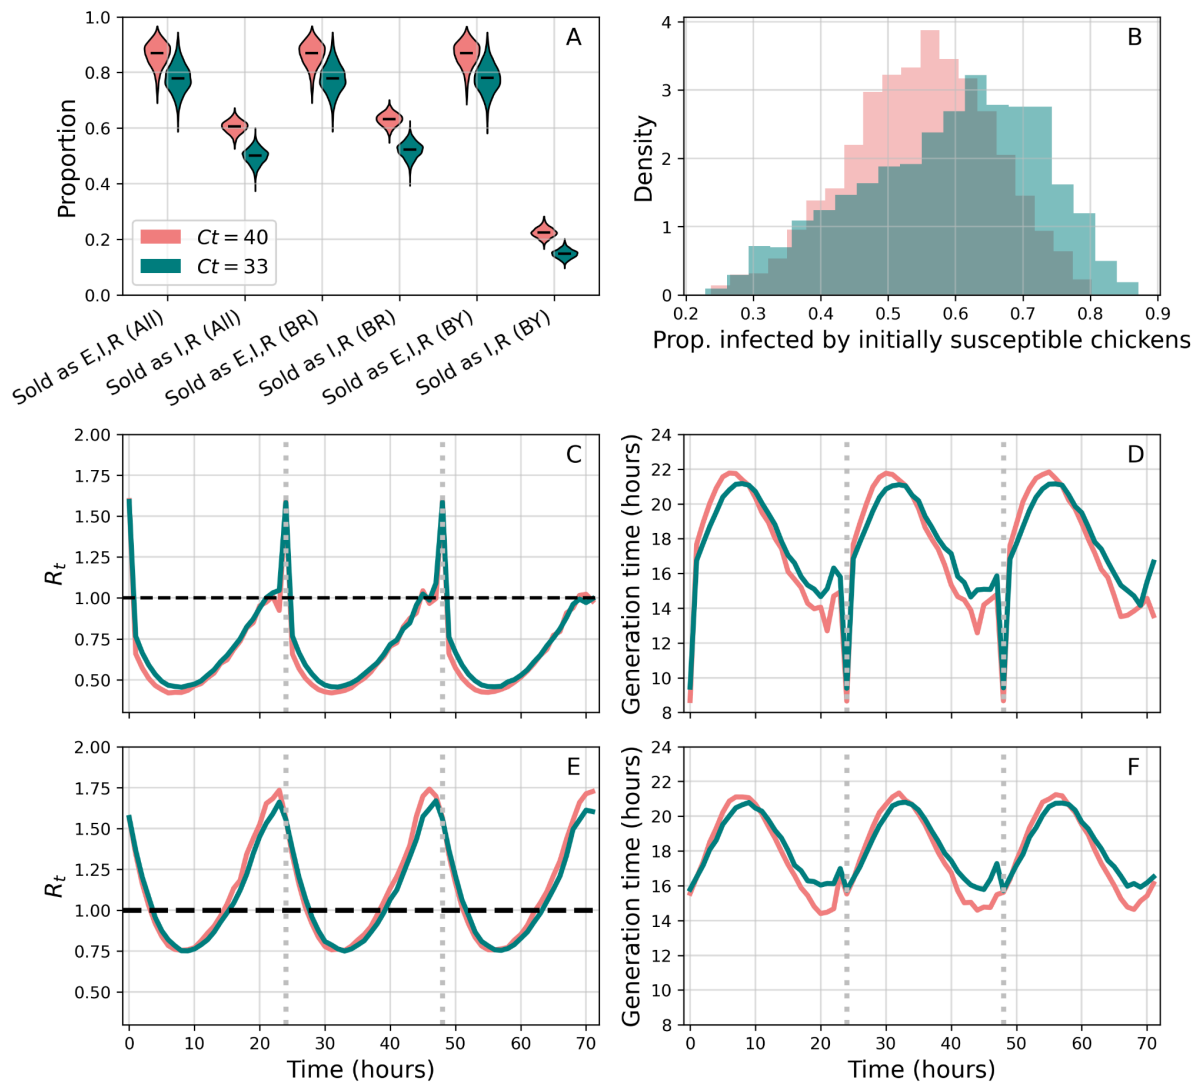 A
Proportion
1.0
0.8
0.6
0.4
0.2
0.0
Ct = 40
Ct = 33
Sold as E,I,R (All)
Sold as I,R (All)
Sold as E,I,R (BR)
Sold as I,R (BR)
Sold as E,I,R (BY)
Sold as I,R (BY)
B
Density
4
3
2
1
0
0.2 0.3 0.4 0.5 0.6 0.7 0.8 0.9
Prop. infected by initially susceptible chickens
C
Rt
2.00
1.75
1.50
1.25
1.00
0.75
0.50
D
Generation time (hours)
24
22
20
18
16
14
12
10
8
E
Rt
2.00
1.75
1.50
1.25
1.00
0.75
0.50
0 10 20 30 40 50 60 70
Time (hours)
F
Generation time (hours)
24
22
20
18
16
14
12
10
8
0 10 20 30 40 50 60 70
Time (hours)